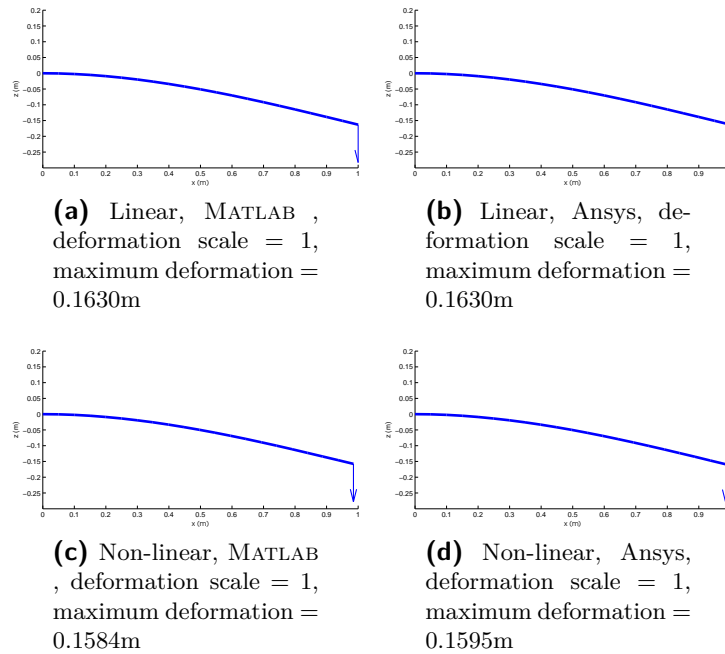 0.2
0.15
0.1
0.05
0
−0.05
−0.1
−0.15
−0.2
−0.25
z (m)
0 0.1 0.2 0.3 0.4 0.5 0.6 0.7 0.8 0.9 1
x (m)
0.2
0.15
0.1
0.05
0
−0.05
−0.1
−0.15
−0.2
−0.25
z (m)
0 0.1 0.2 0.3 0.4 0.5 0.6 0.7 0.8 0.9
x (m)
(a) Linear, MATLAB ,
deformation scale = 1,
maximum deformation =
0.1630m
(b) Linear, Ansys, de-
formation scale = 1,
maximum deformation =
0.1630m
0.2
0.15
0.1
0.05
0
−0.05
−0.1
−0.15
−0.2
−0.25
z (m)
0 0.1 0.2 0.3 0.4 0.5 0.6 0.7 0.8 0.9 1
x (m)
0.2
0.15
0.1
0.05
0
−0.05
−0.1
−0.15
−0.2
−0.25
z (m)
0 0.1 0.2 0.3 0.4 0.5 0.6 0.7 0.8 0.9
x (m)
(c) Non-linear, MATLAB
, deformation scale = 1,
maximum deformation =
0.1584m
(d) Non-linear, Ansys,
deformation scale = 1,
maximum deformation =
0.1595m